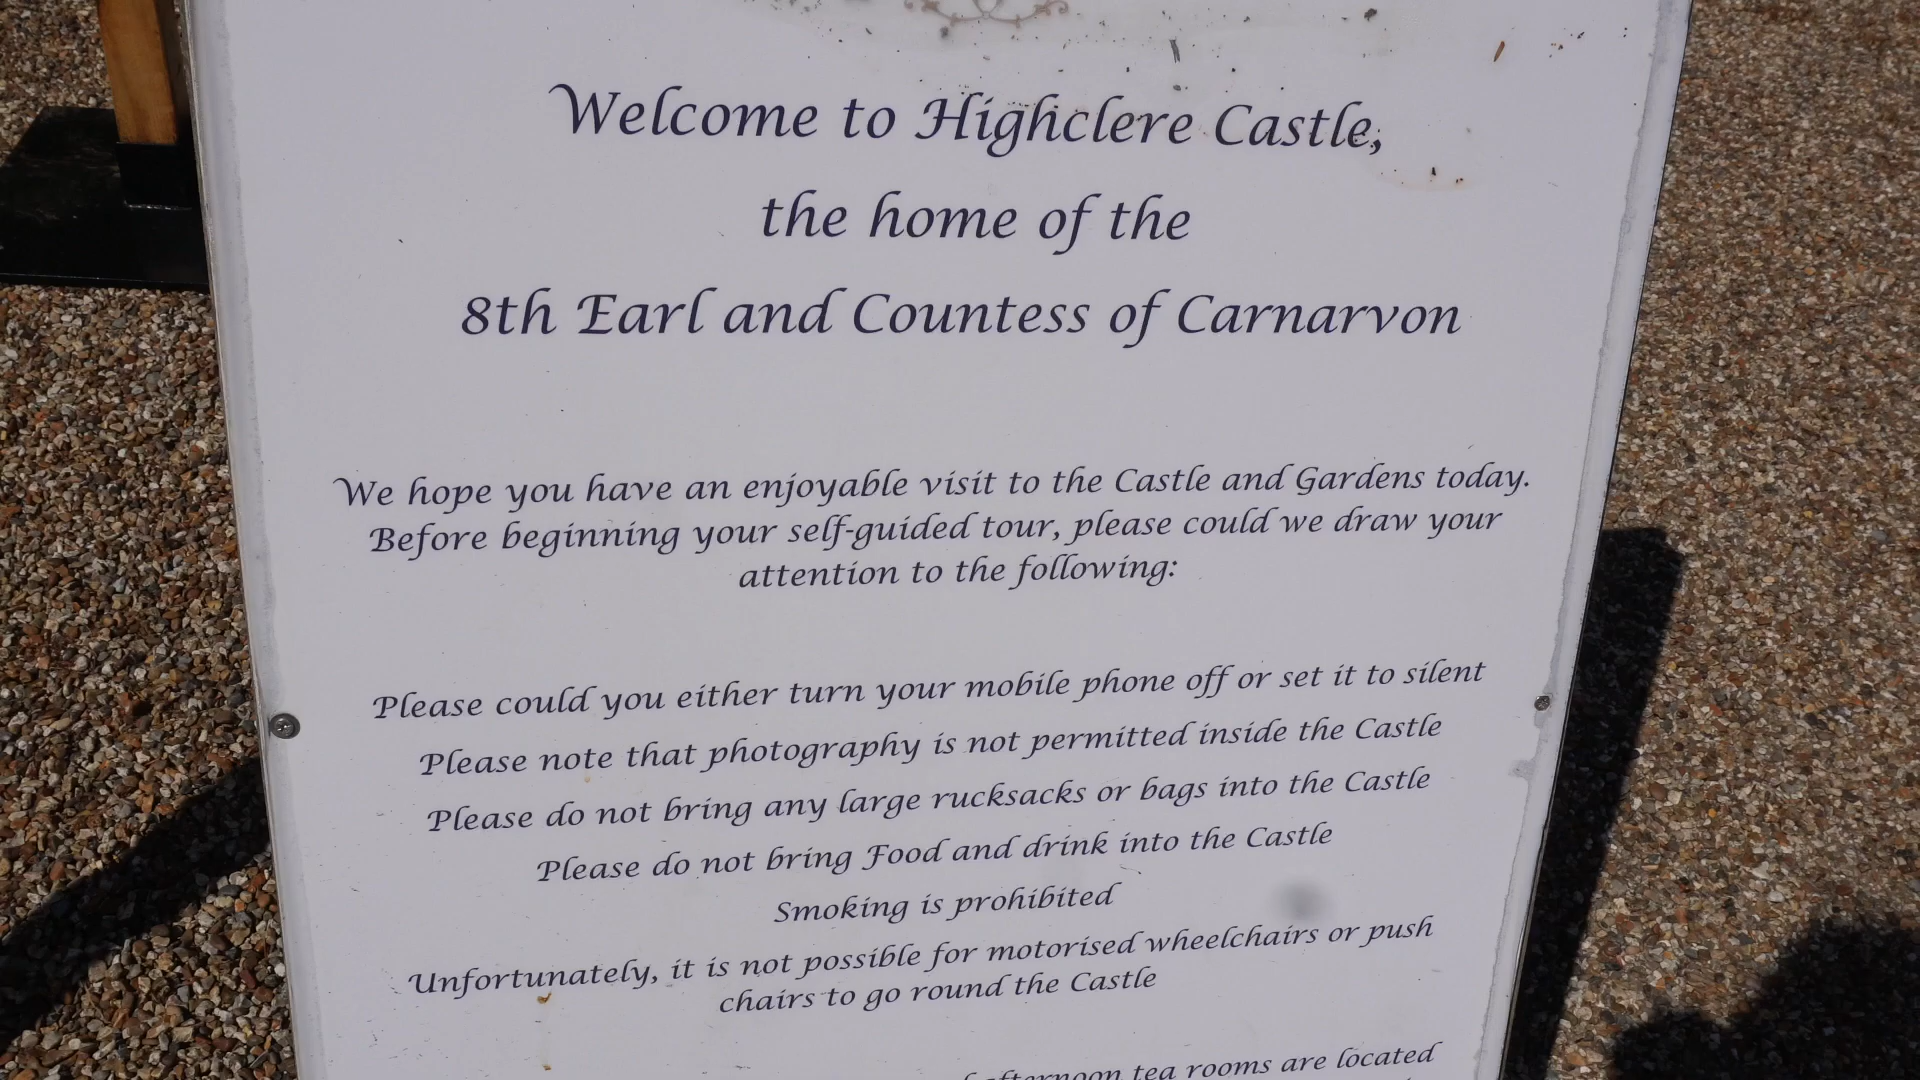 Welcome to Highclere Castle,
the home of the
8th Earl and Countess of Carnarvon
We hope you have an enjoyable visit to the Castle and Gardens today.
Before beginning your self-guided tour, please could we draw your
attention to the following:
Please could you either turn your mobile phone off or set it to silent
Please note that photography is not permitted inside the Castle
Please do not bring any large rucksacks or bags into the Castle
Please do not bring Food and drink into the Castle
Smoking is prohibited
Unfortunately, it is not possible for motorised wheelchairs or push
chairs to go round the Castle
afternoon tea rooms are located